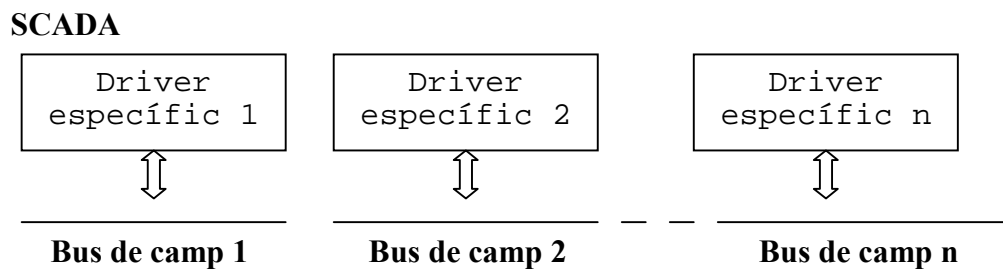 SCADA
Driver
específic 1
Driver
específic 2
Driver
específic n
Bus de camp 1
Bus de camp 2
Bus de camp n